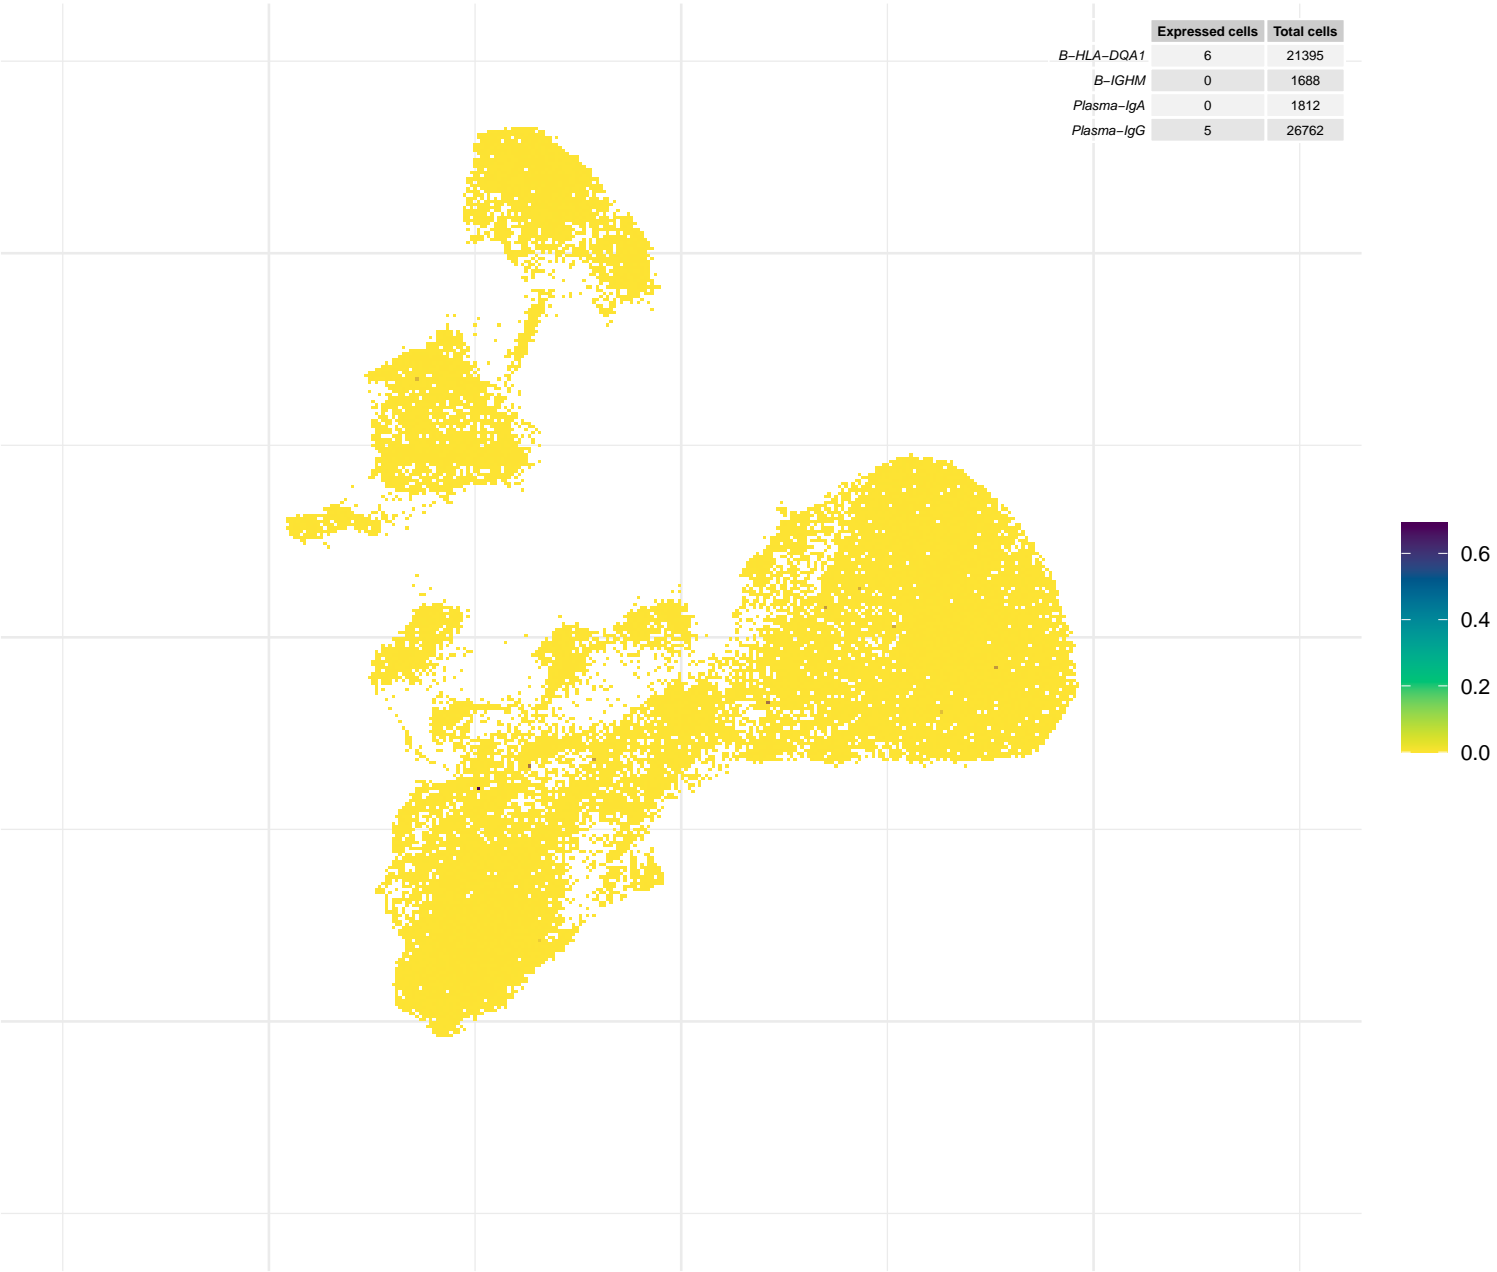 Expressed cells Total cells
B−HLA−DQA1 6 21395
B−IGHM 0 1688
Plasma−IgA 0 1812
Plasma−IgG 5 26762
0.6
0.4
0.2
0.0